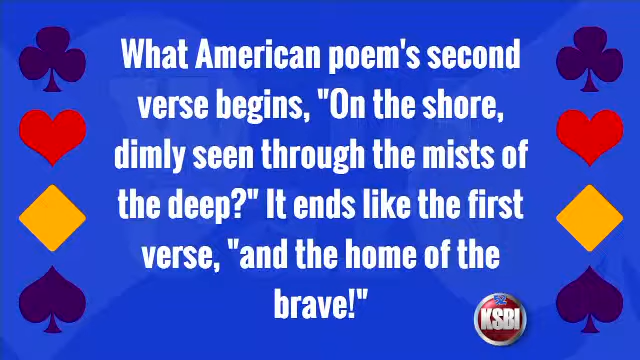 What American poem's second
verse begins, "On the shore,
dimly seen through the mists of
the deep?" It ends like the first
verse, "and the home of the
brave!"
52
KSBI